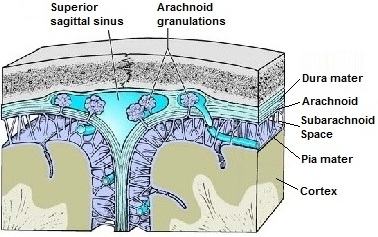 Superior
sagittal sinus
Arachnoid
granulations
Dura mater
Arachnoid
Subarachnoid
Space
Pia mater
Cortex